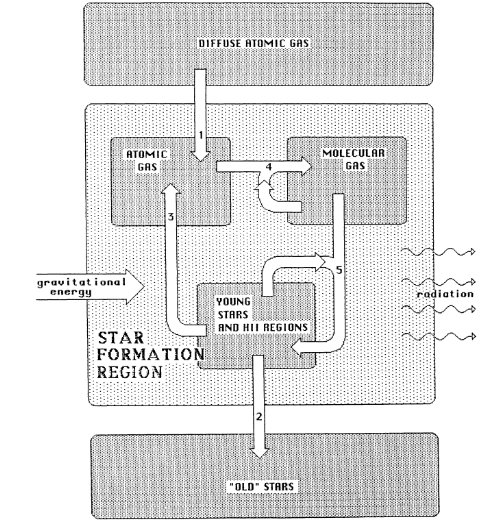 DIFFUSE ATOMIC GAS
1
ATOMIC
GAS
4
MOLECULAR
GAS
3
5
gravitational
energy
radiation
YOUNG
STARS
AND HII REGIONS
STAR
FORMATION
REGION
2
"OLD" STARS